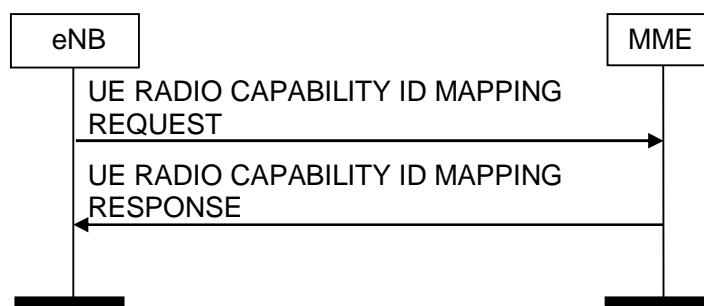 eNB
MME
UE RADIO CAPABILITY ID MAPPING
REQUEST
UE RADIO CAPABILITY ID MAPPING
RESPONSE